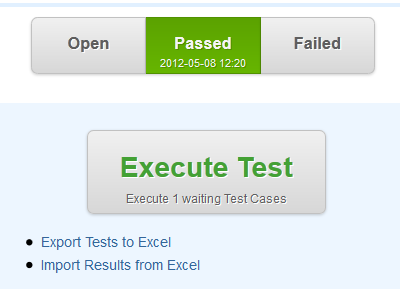 Open Passed Failed
2012-05-08 12:20
Execute Test
Execute 1 waiting Test Cases
Export Tests to Excel
Import Results from Excel